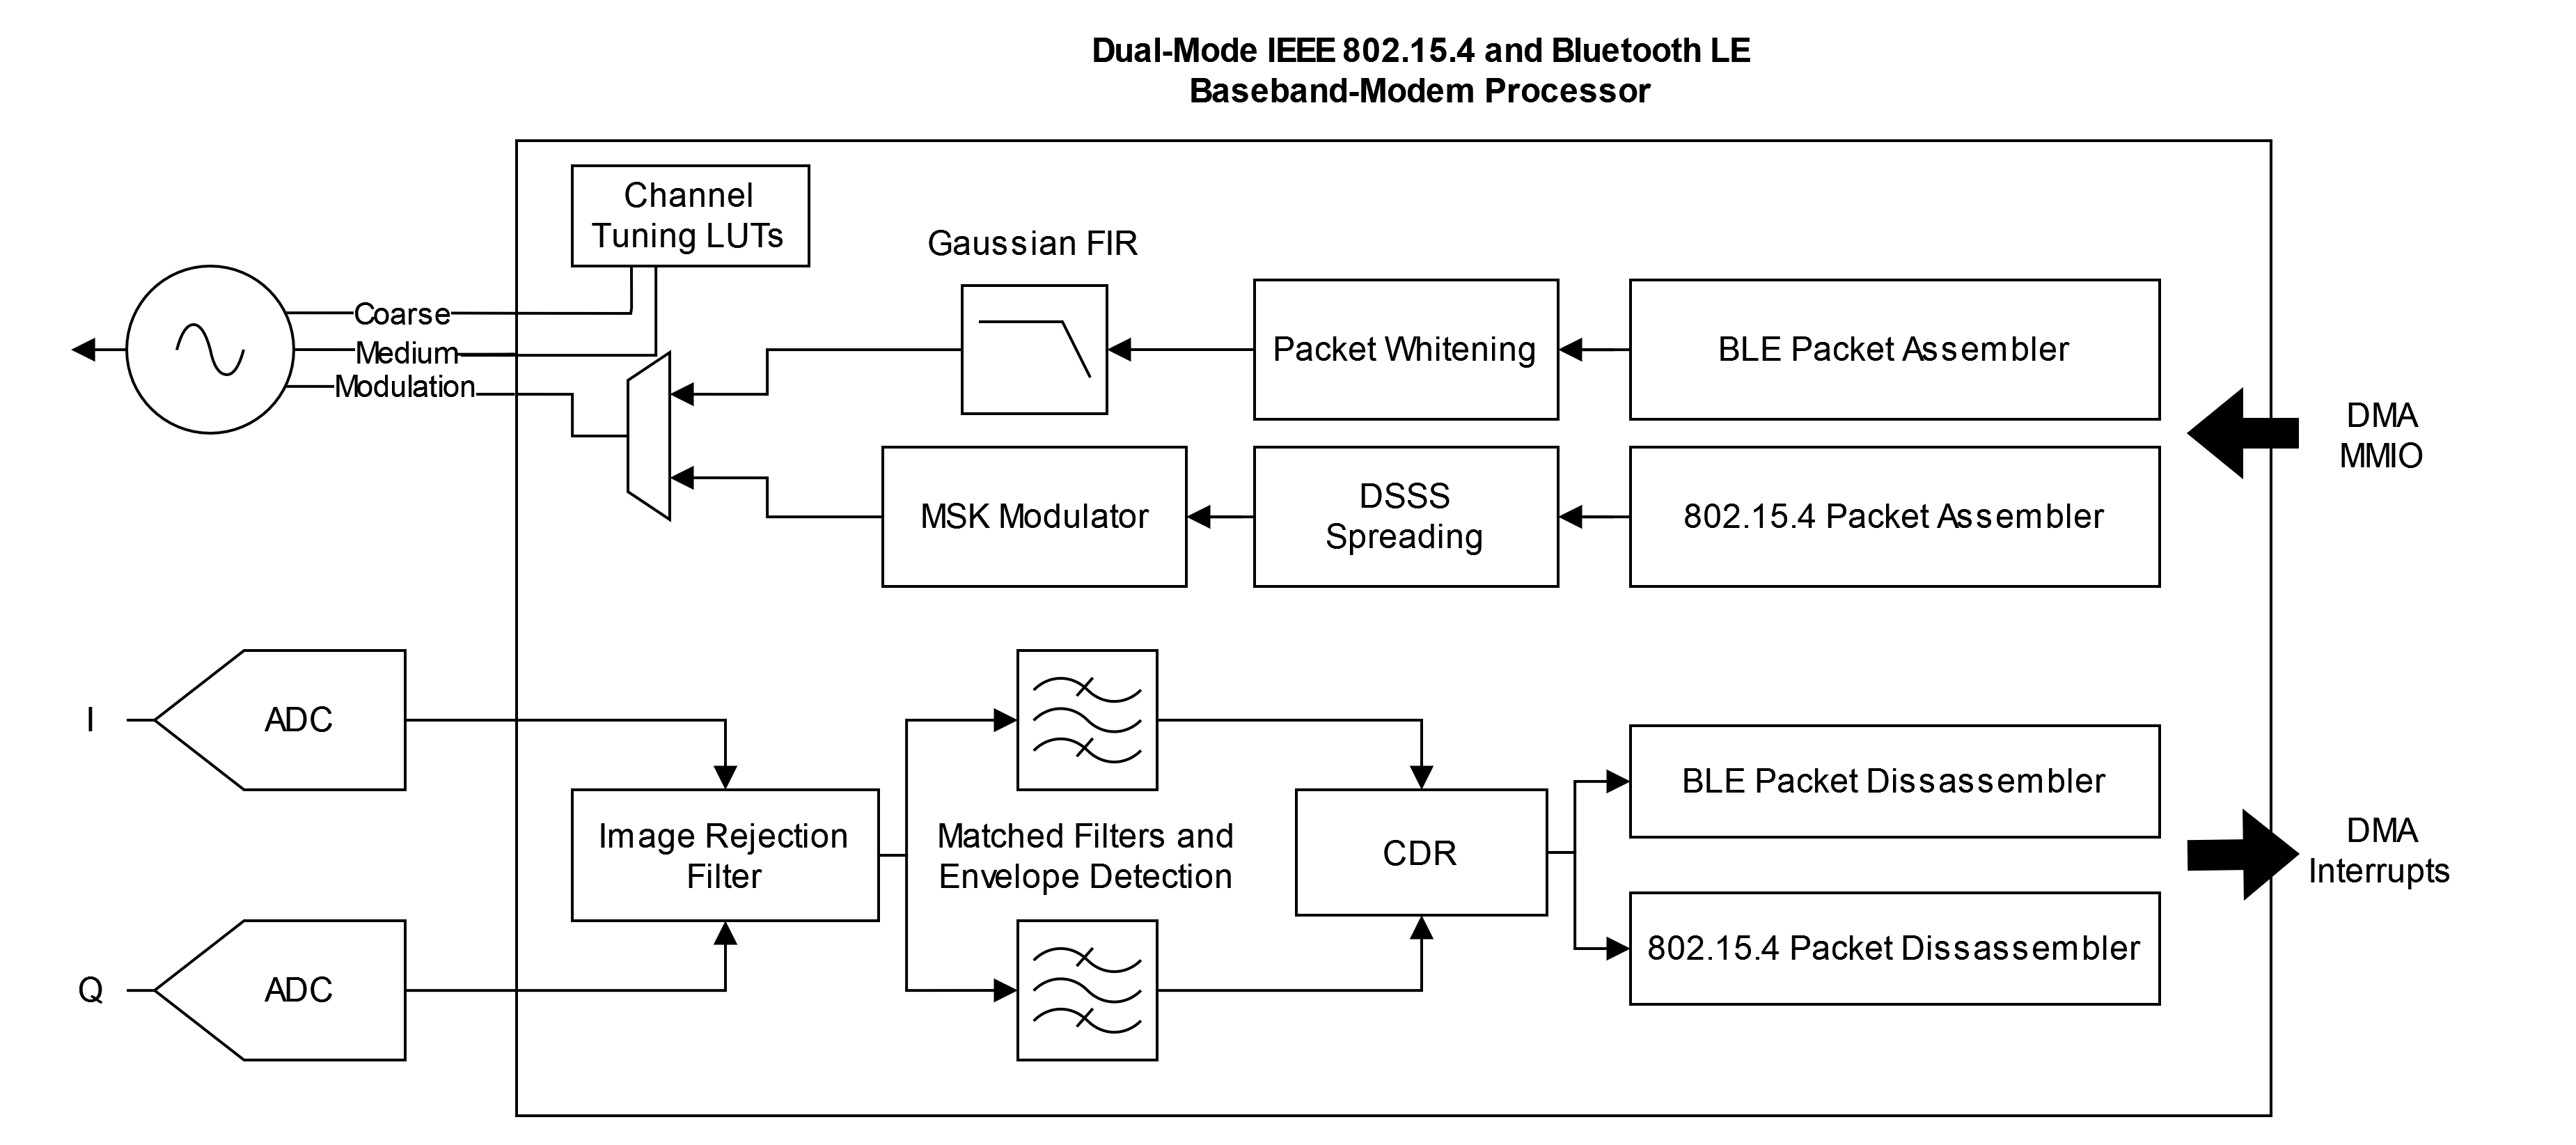 Dual-Mode IEEE 802.15.4 and Bluetooth LE
Baseband-Modem Processor
Channel
Tuning LUTs
Gaussian FIR
Coarse
Medium
Modulation
Packet Whitening
BLE Packet Assembler
DMA
MMIO
MSK Modulator
DSSS
Spreading
802.15.4 Packet Assembler
I
ADC
Image Rejection
Filter
Matched Filters and
Envelope Detection
CDR
BLE Packet Dissassembler
DMA
Interrupts
802.15.4 Packet Dissassembler
Q
ADC